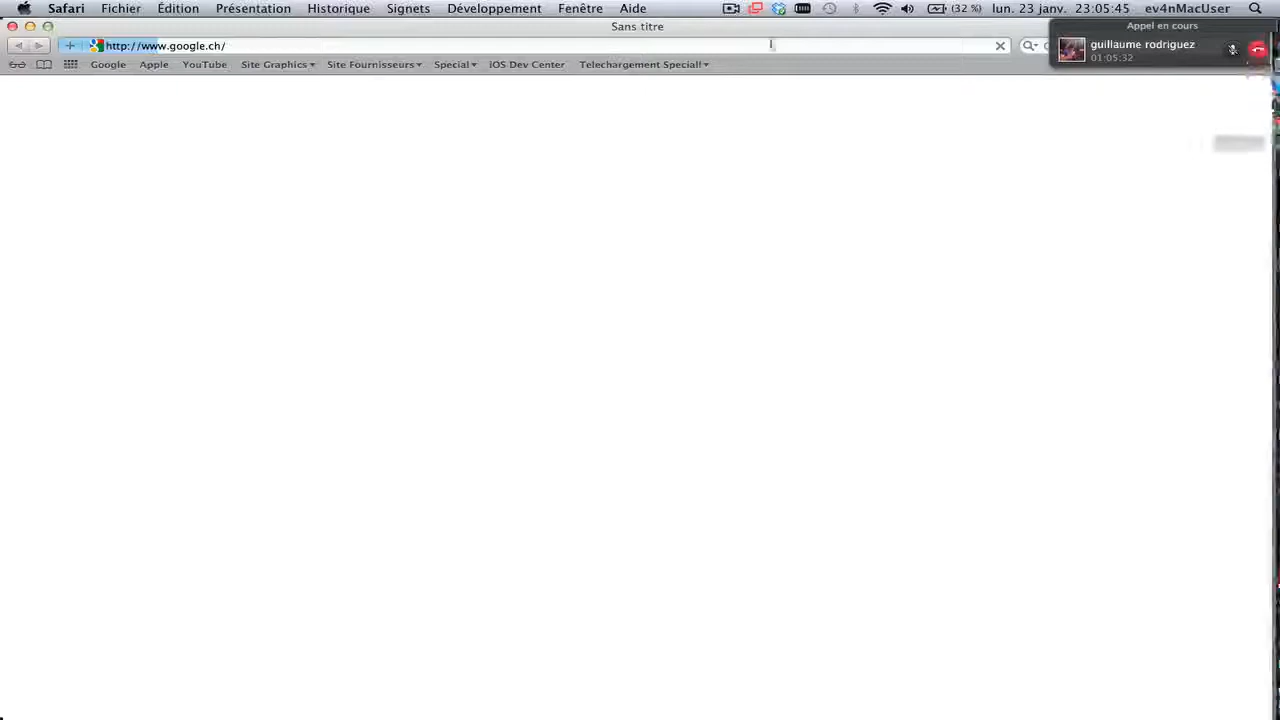 Safari Fichier Édition Présentation Historique Signets Développement Fenêtre Aide (32 %) lun. 23 janv. 23:05:45 ev4nMacUser
Sans titre
Appel en cours
http://www.google.ch/
guillaume rodriguez
01:05:32
Google Apple YouTube Site Graphics Site Fournisseurs Special iOS Dev Center Telechargement Special!